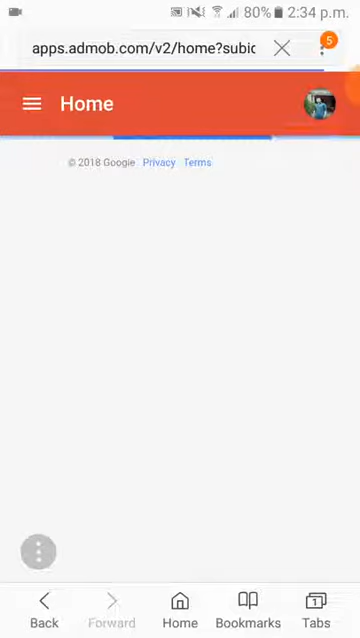 80% 2:34 p.m.
apps.admob.com/v2/home?subic
5
Home
© 2018 Google Privacy Terms
1
Back Forward Home Bookmarks Tabs